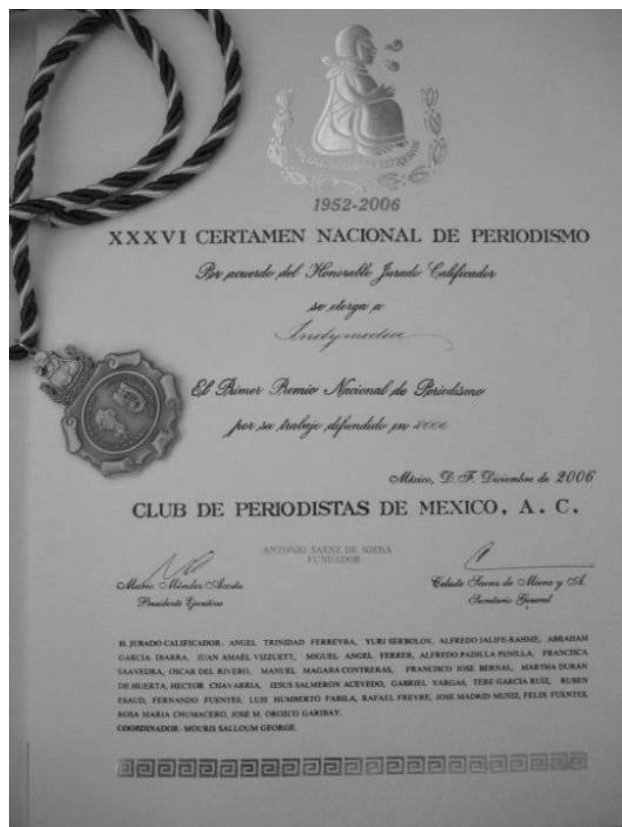 1952-2006
XXXVI CERTAMEN NACIONAL DE PERIODISMO
Por acuerdo del Honorable Jurado Calificador
se otorga a
Indymedia
El Primer Premio Nacional de Periodismo
por su trabajo difundido en 2006
México, D. F. Diciembre de 2006
CLUB DE PERIODISTAS DE MEXICO, A. C.
ANTONIO SAENZ DE MIERA
FUNDADOR
Mario Méndez Acosta
Presidente Ejecutivo
Celeste Saenz de Miera y A.
Secretario General
H. JURADO CALIFICADOR: ANGEL TRINIDAD FERREYRA, YURI SERBOLOV, ALFREDO JALIFE-RAHME, ABRAHAM
GARCIA IBARRA, JUAN AMAEL VIZZUETT, MIGUEL ANGEL FERRER, ALFREDO PADILLA PENILLA, FRANCISCA
SAAVEDRA, OSCAR DEL RIVERO, MANUEL MAGAÑA CONTRERAS, FRANCISCO JOSE BERNAL, MARTHA DURAN
DE HUERTA, HECTOR CHAVARRIA, JESUS SALMERON ACEVEDO, GABRIEL VARGAS, TERE GARCIA RUIZ, RUBEN
ESAUD, FERNANDO FUENTES, LUIS HUMBERTO FABILA, RAFAEL FREYRE, JOSE MADRID MUNIZ, FELIX FUENTES,
ROSA MARIA CHUMACERO, JOSE M. OROZCO GARIBAY.
COORDINADOR: MOURIS SALLOUM GEORGE.